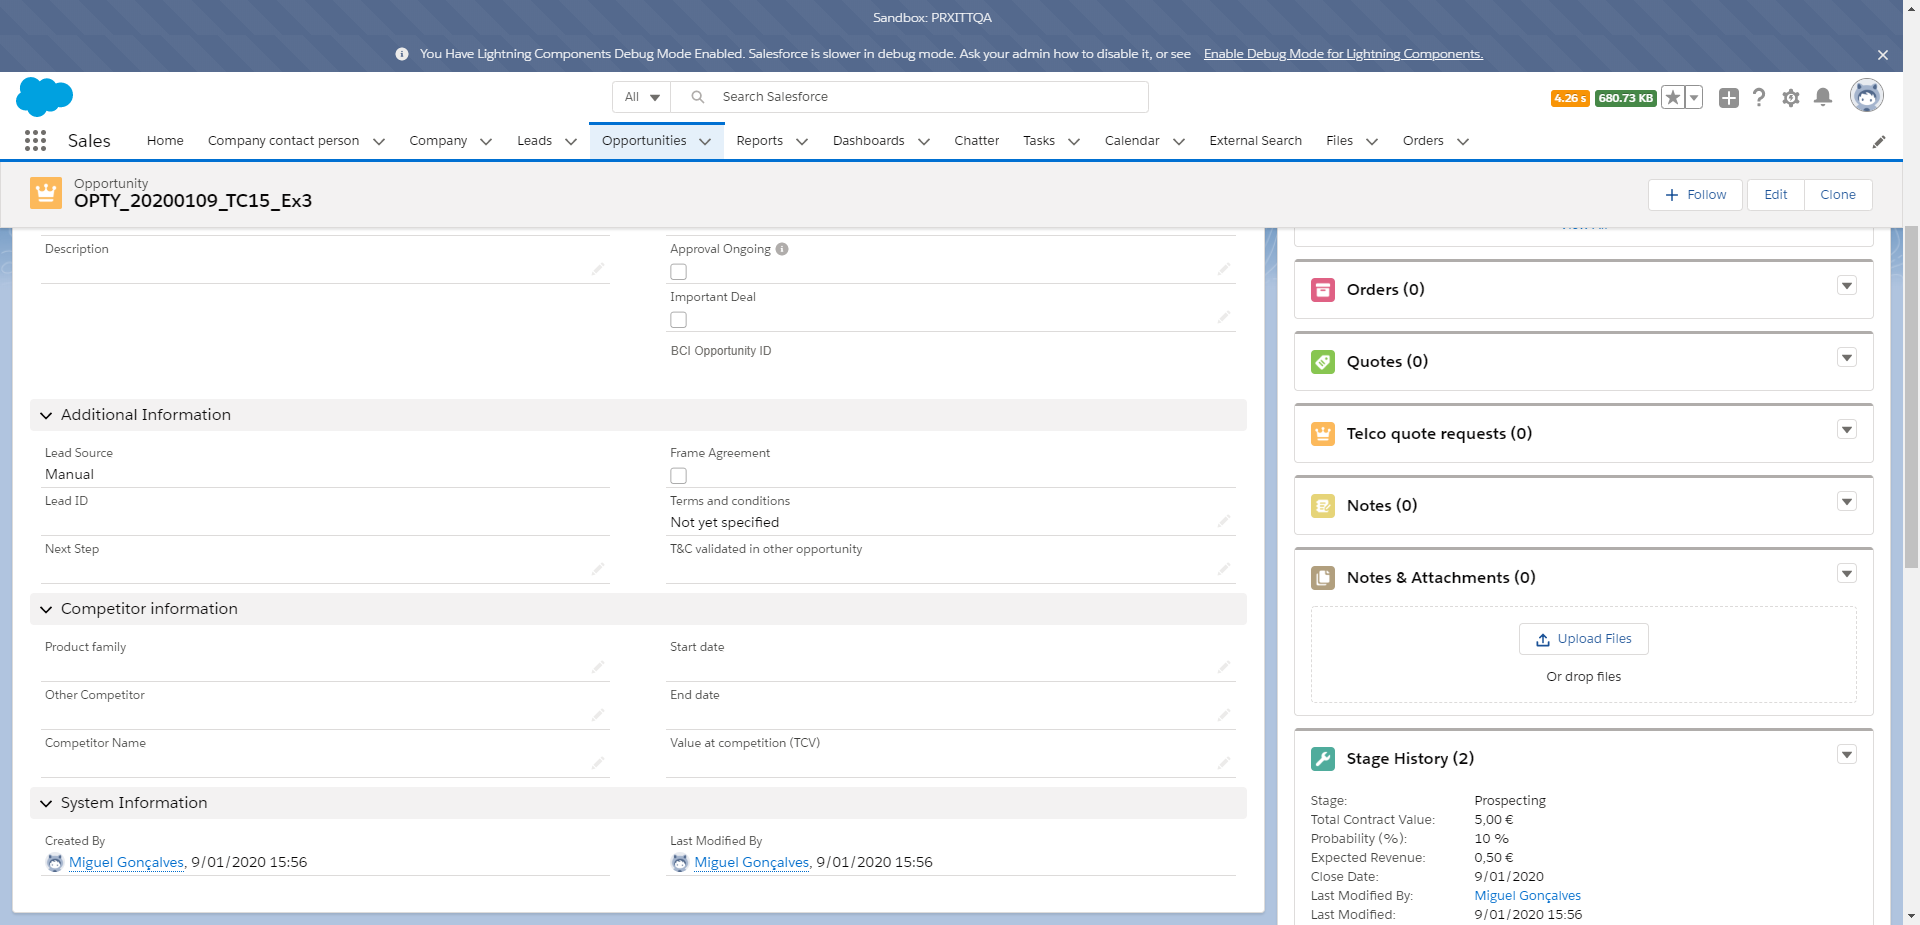 Sandbox: PRXITTQA
You Have Lightning Components Debug Mode Enabled. Salesforce is slower in debug mode. Ask your admin how to disable it, or see Enable Debug Mode for Lightning Components.
All
Search Salesforce
4.26 s 680.73 KB
Sales Home Company contact person Company Leads Opportunities Reports Dashboards Chatter Tasks Calendar External Search Files Orders
Opportunity
OPTY_20200109_TC15_Ex3
Follow Edit Clone
Description
Approval Ongoing
Important Deal
BCI Opportunity ID
Additional Information
Lead Source
Manual
Frame Agreement
Lead ID
Terms and conditions
Not yet specified
Next Step
T&C validated in other opportunity
Competitor information
Product family
Start date
Other Competitor
End date
Competitor Name
Value at competition (TCV)
System Information
Created By
Miguel Gonçalves, 9/01/2020 15:56
Last Modified By
Miguel Gonçalves, 9/01/2020 15:56
Orders (0)
Quotes (0)
Telco quote requests (0)
Notes (0)
Notes & Attachments (0)
Upload Files
Or drop files
Stage History (2)
Stage: Prospecting
Total Contract Value: 5,00 €
Probability (%): 10 %
Expected Revenue: 0,50 €
Close Date: 9/01/2020
Last Modified By: Miguel Gonçalves
Last Modified: 9/01/2020 15:56